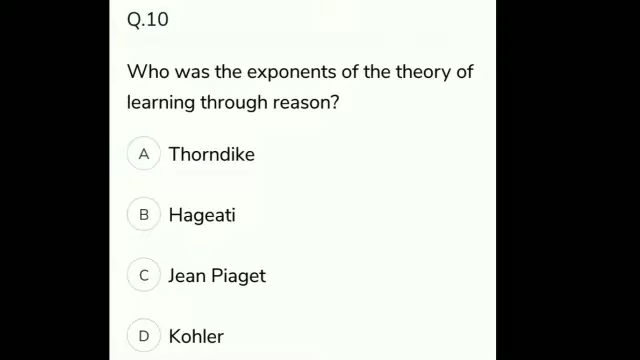 Q.10
Who was the exponents of the theory of
learning through reason?
A Thorndike
B Hageati
C Jean Piaget
D Kohler